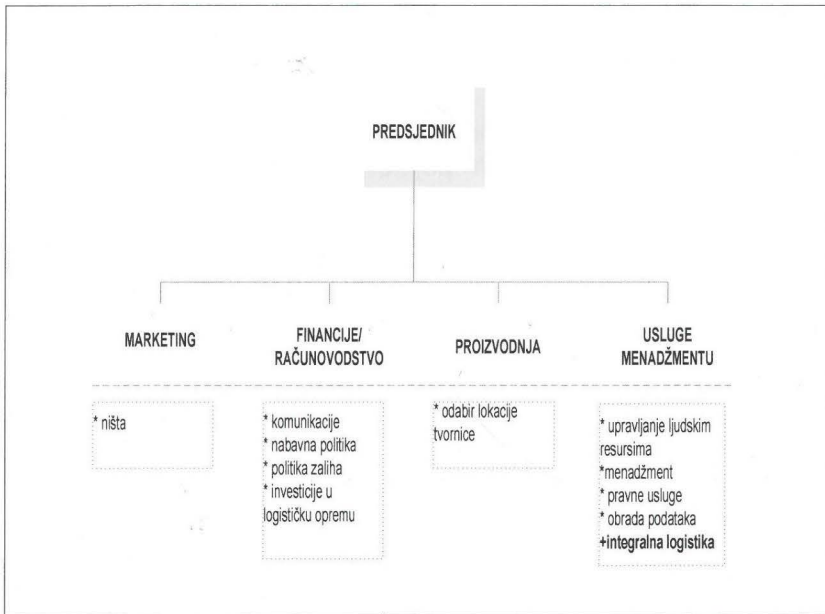 PREDSJEDNIK
MARKETING
FINANCIJE/
RAČUNOVODSTVO
PROIZVODNJA
USLUGE
MENADŽMENTU
* ništa
* komunikacije
* nabavna politika
* politika zaliha
* investicije u
logističku opremu
* odabir lokacije
tvornice
* upravljanje ljudskim
resursima
*menadžment
* pravne usluge
* obrada podataka
+integralna logistika